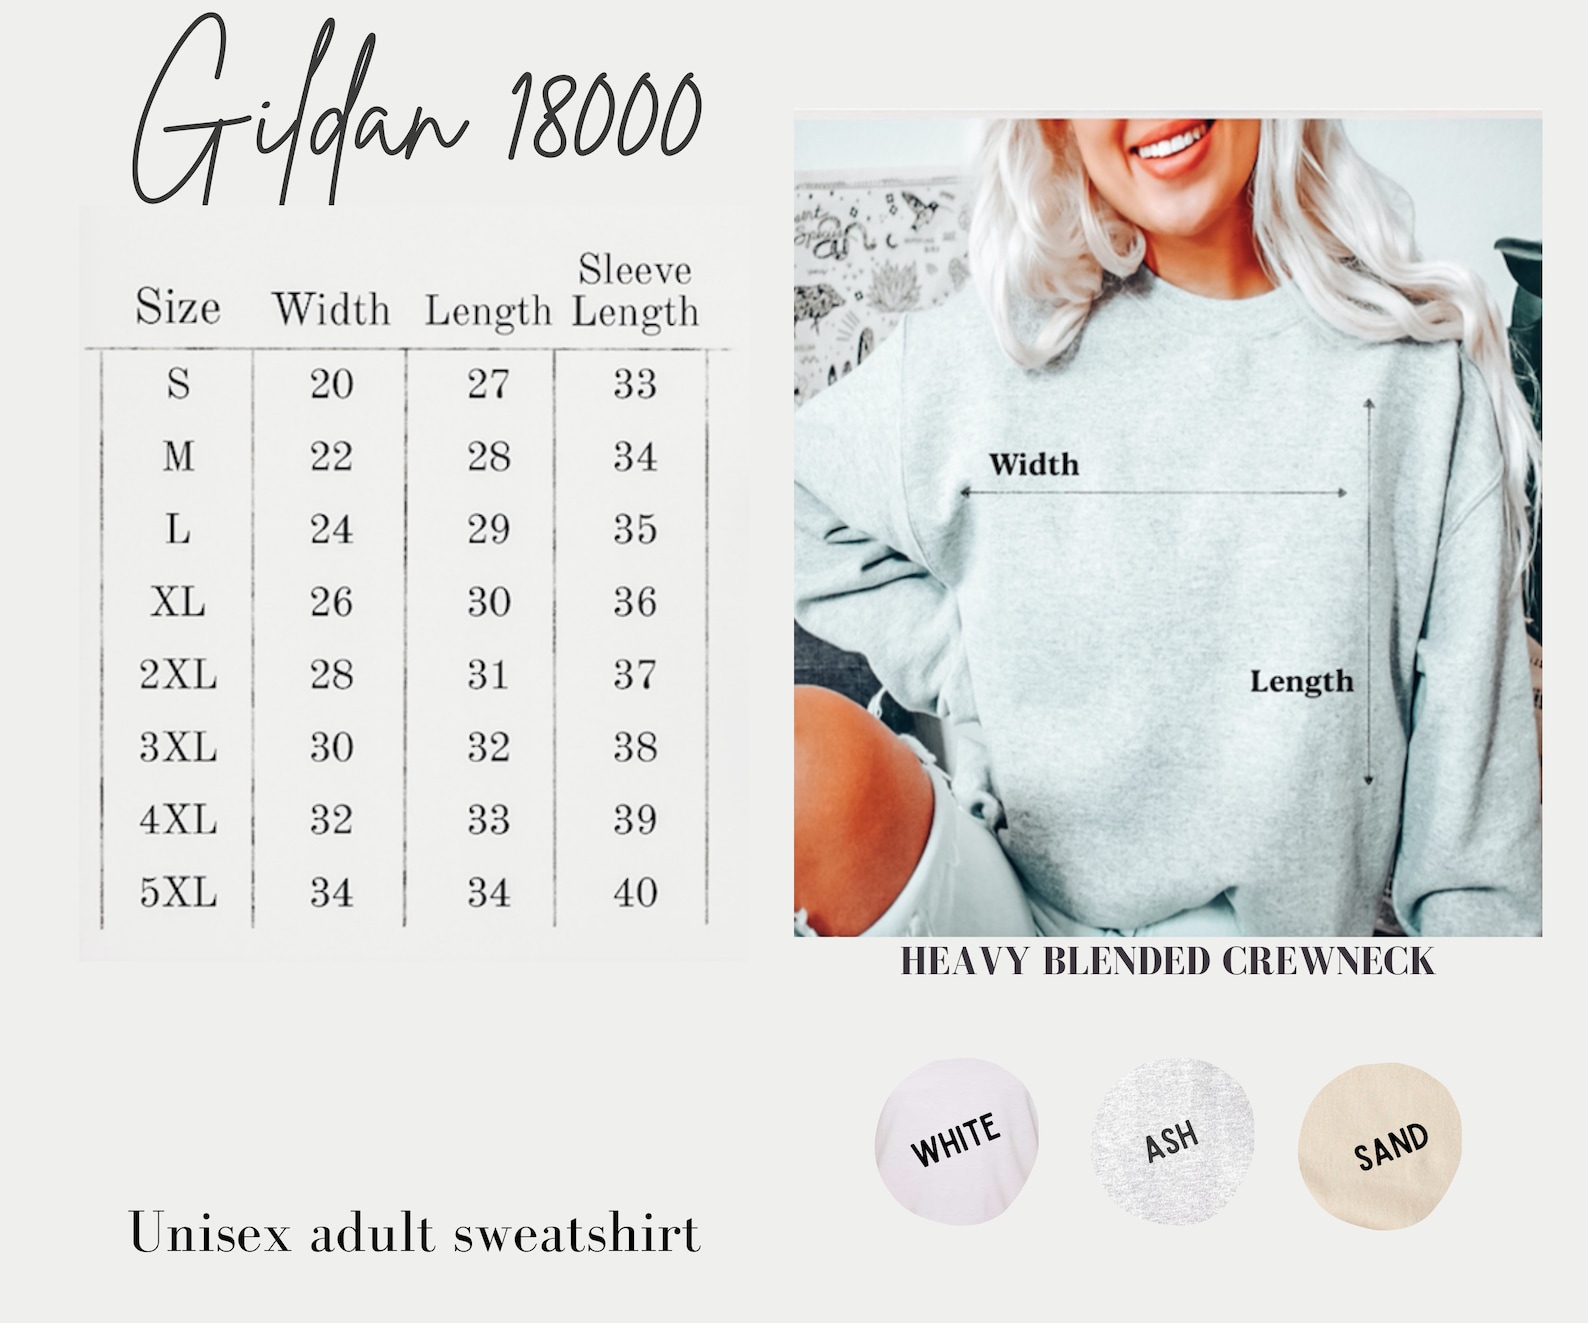 Gildan 18000
Size Width Length Sleeve Length
S 20 27 33
M 22 28 34
L 24 29 35
XL 26 30 36
2XL 28 31 37
3XL 30 32 38
4XL 32 33 39
5XL 34 34 40
Width
Length
HEAVY BLENDED CREWNECK
WHITE
ASH
SAND
Unisex adult sweatshirt